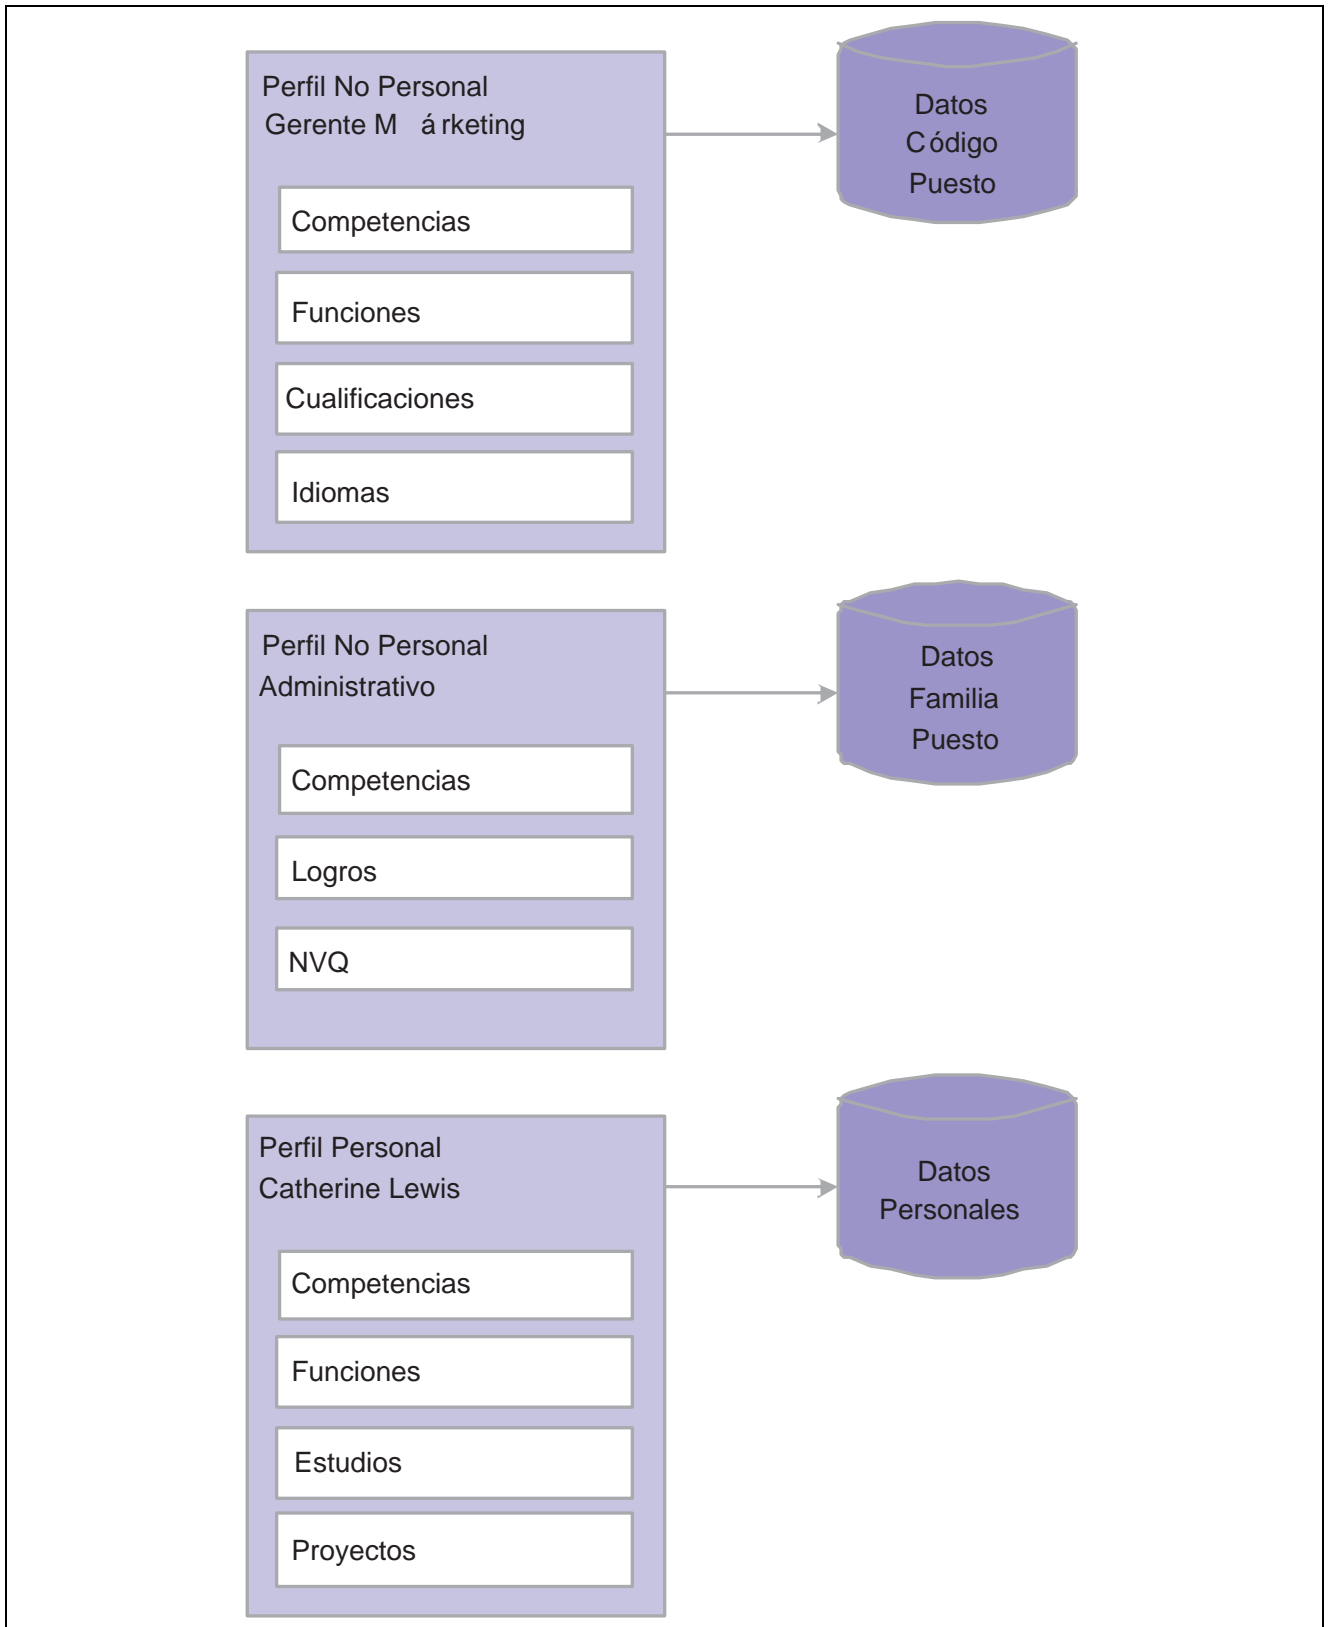 Perfil No Personal
Gerente M á rketing
Competencias
Funciones
Cualificaciones
Idiomas
Datos
Código
Puesto
Perfil No Personal
Administrativo
Competencias
Logros
NVQ
Datos
Familia
Puesto
Perfil Personal
Catherine Lewis
Competencias
Funciones
Estudios
Proyectos
Datos
Personales